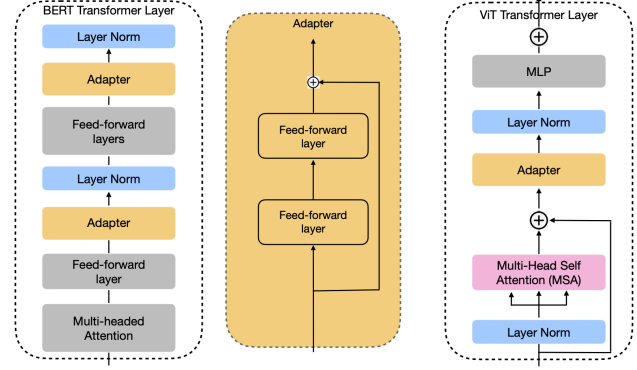 BERT Transformer Layer
Layer Norm
Adapter
Feed-forward
layers
Layer Norm
Adapter
Feed-forward
layer
Multi-headed
Attention
Adapter
Feed-forward
layer
Feed-forward
layer
ViT Transformer Layer
MLP
Layer Norm
Adapter
Multi-Head Self
Attention (MSA)
Layer Norm